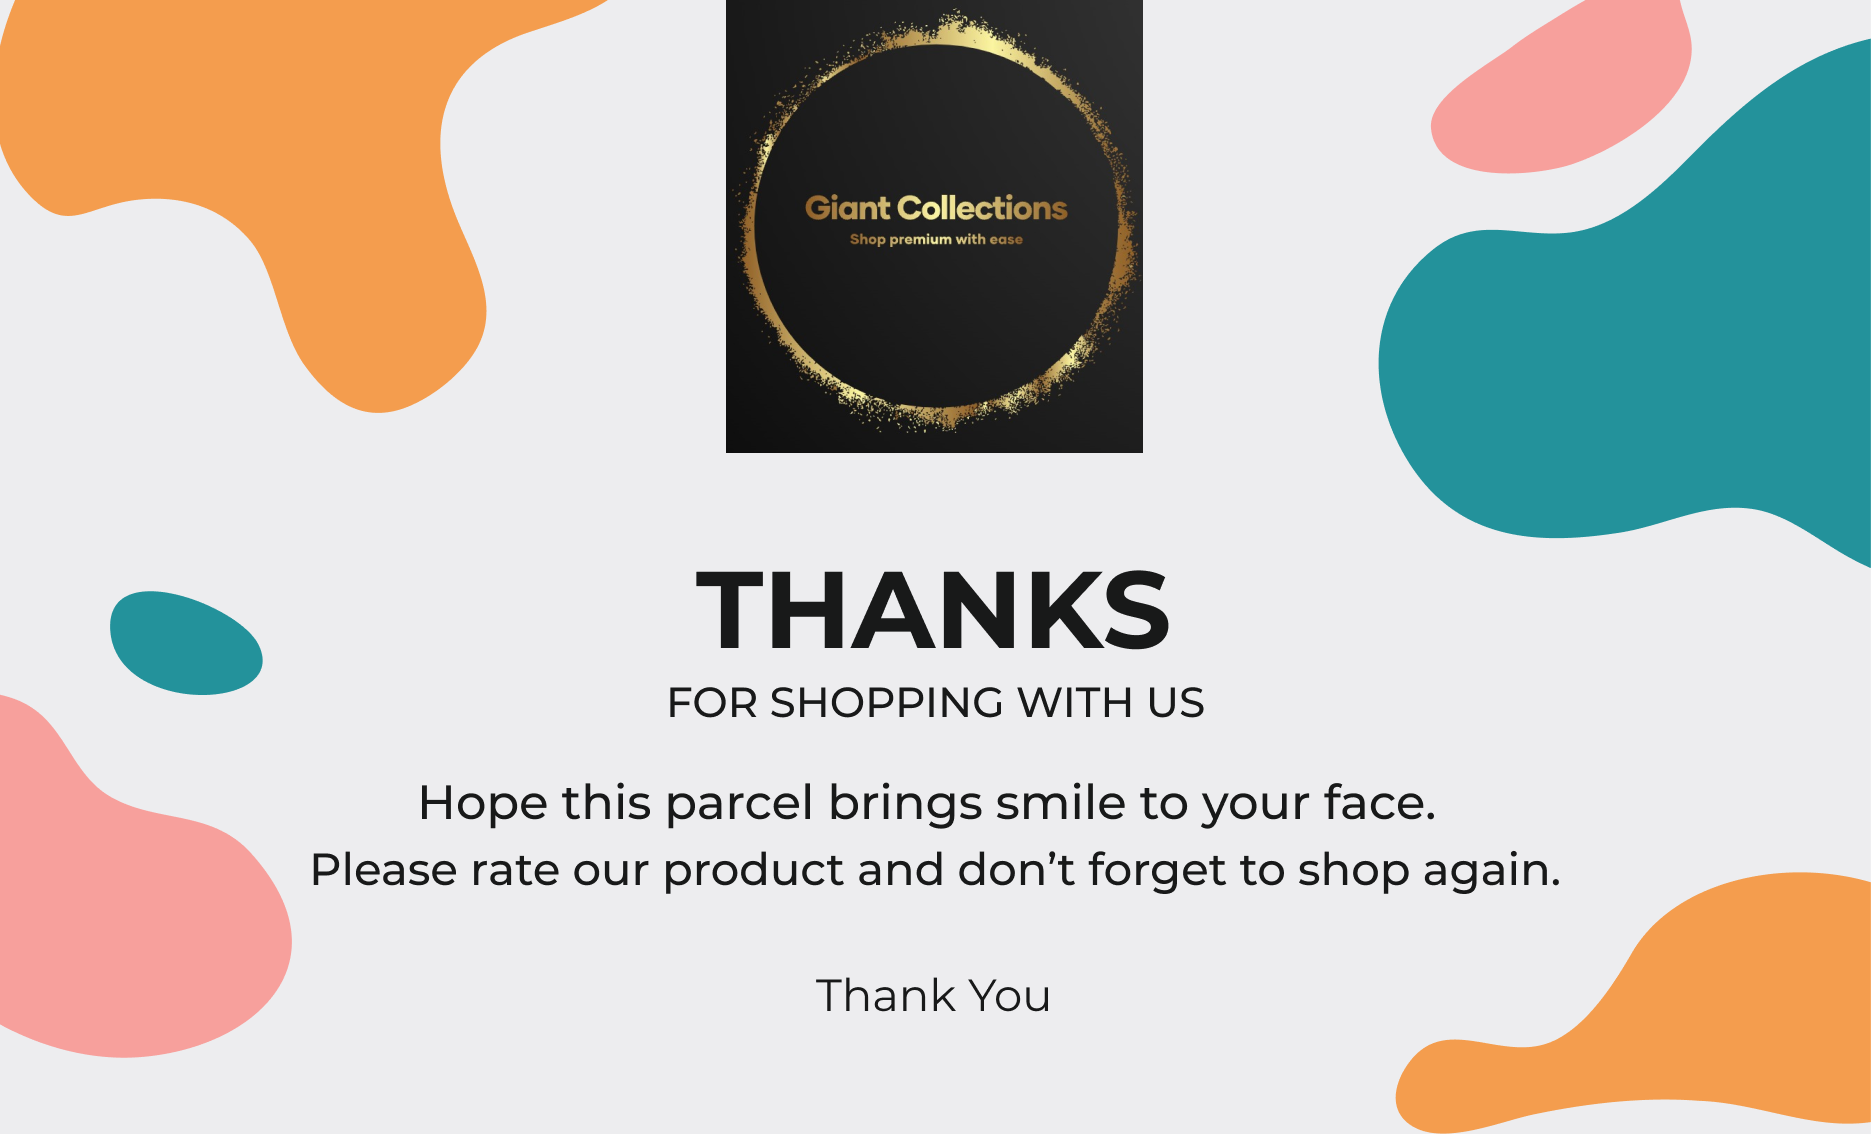 Giant Collections
Shop premium with ease
THANKS
FOR SHOPPING WITH US
Hope this parcel brings smile to your face.
Please rate our product and don’t forget to shop again.
Thank You